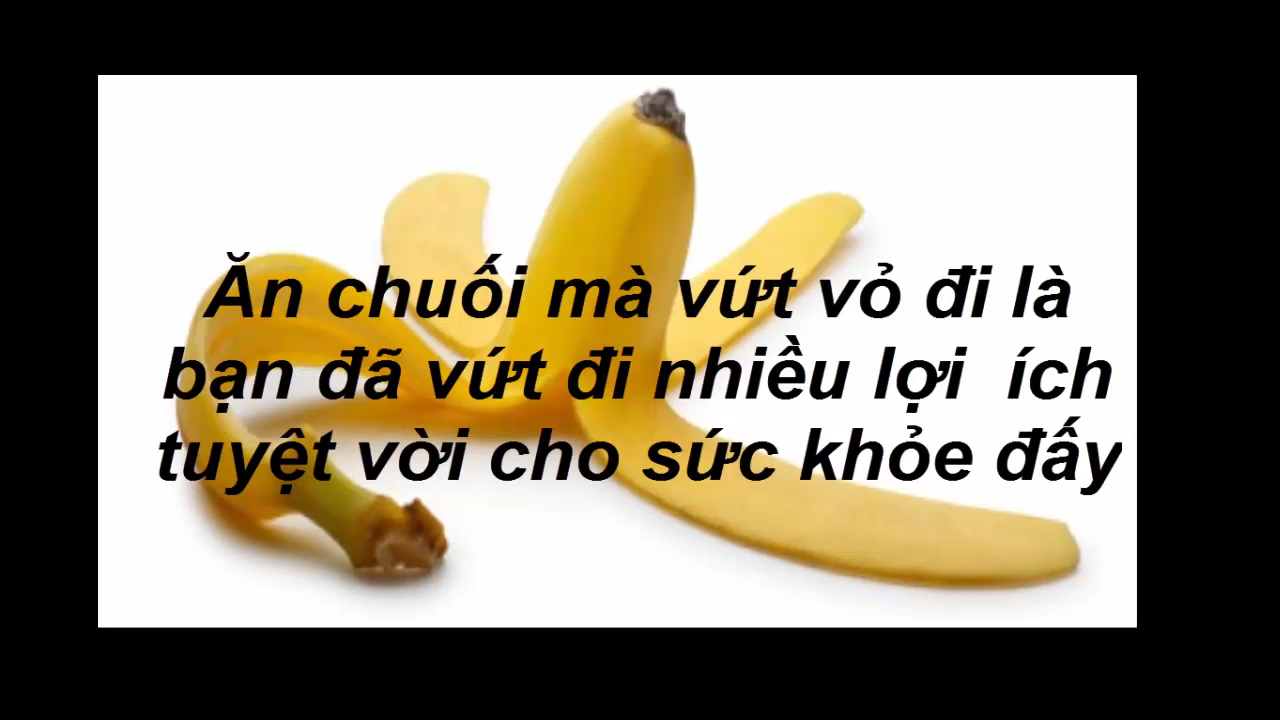 Ăn chuối mà vứt vỏ đi là
bạn đã vứt đi nhiều lợi  ích
tuyệt vời cho sức khỏe đấy